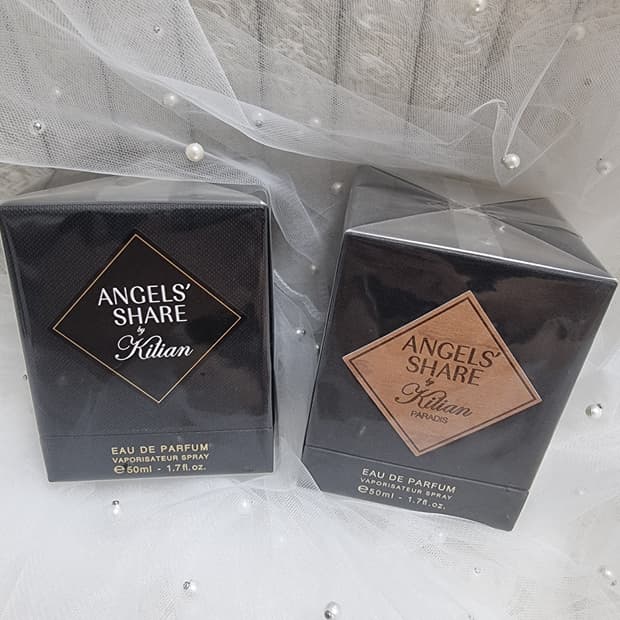 ANGELS'
SHARE
by
Kilian
EAU DE PARFUM
VAPORISATEUR SPRAY
℮50ml - 1.7fl.oz.
ANGELS'
SHARE
by
Kilian
PARADIS
EAU DE PARFUM
VAPORISATEUR SPRAY
℮50ml - 1.7fl.oz.